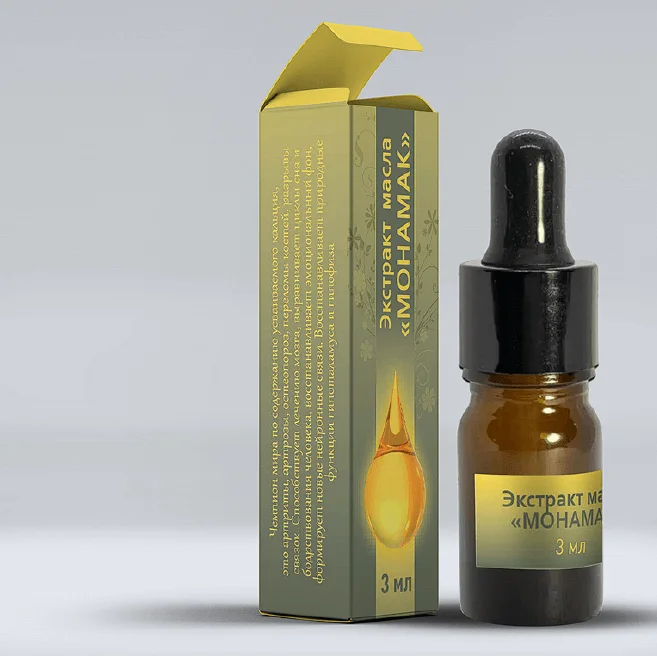 Чемпион мира по содержанию усваиваемого кальция,
это артриты, артрозы, остеопороз, переломы костей, разрывы
связок. Способствует лечению мозга, выравнивает циклы сна и
бодрствования человека, восстанавливает эмоциональный фон,
формирует новые нейронные связи. Восстанавливает природные
функции гипоталамуса и гипофиза
Экстракт масла
«МОНАМАК»
3 мл
Экстракт ма
«МОНАМА
3 мл